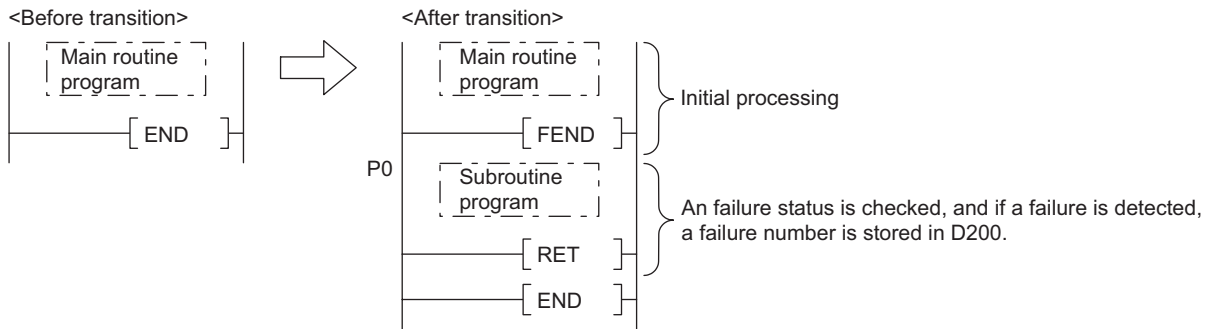 <Before transition>
Main routine
program
END
<After transition>
Main routine
program
Initial processing
FEND
P0
Subroutine
program
An failure status is checked, and if a failure is detected,
a failure number is stored in D200.
RET
END